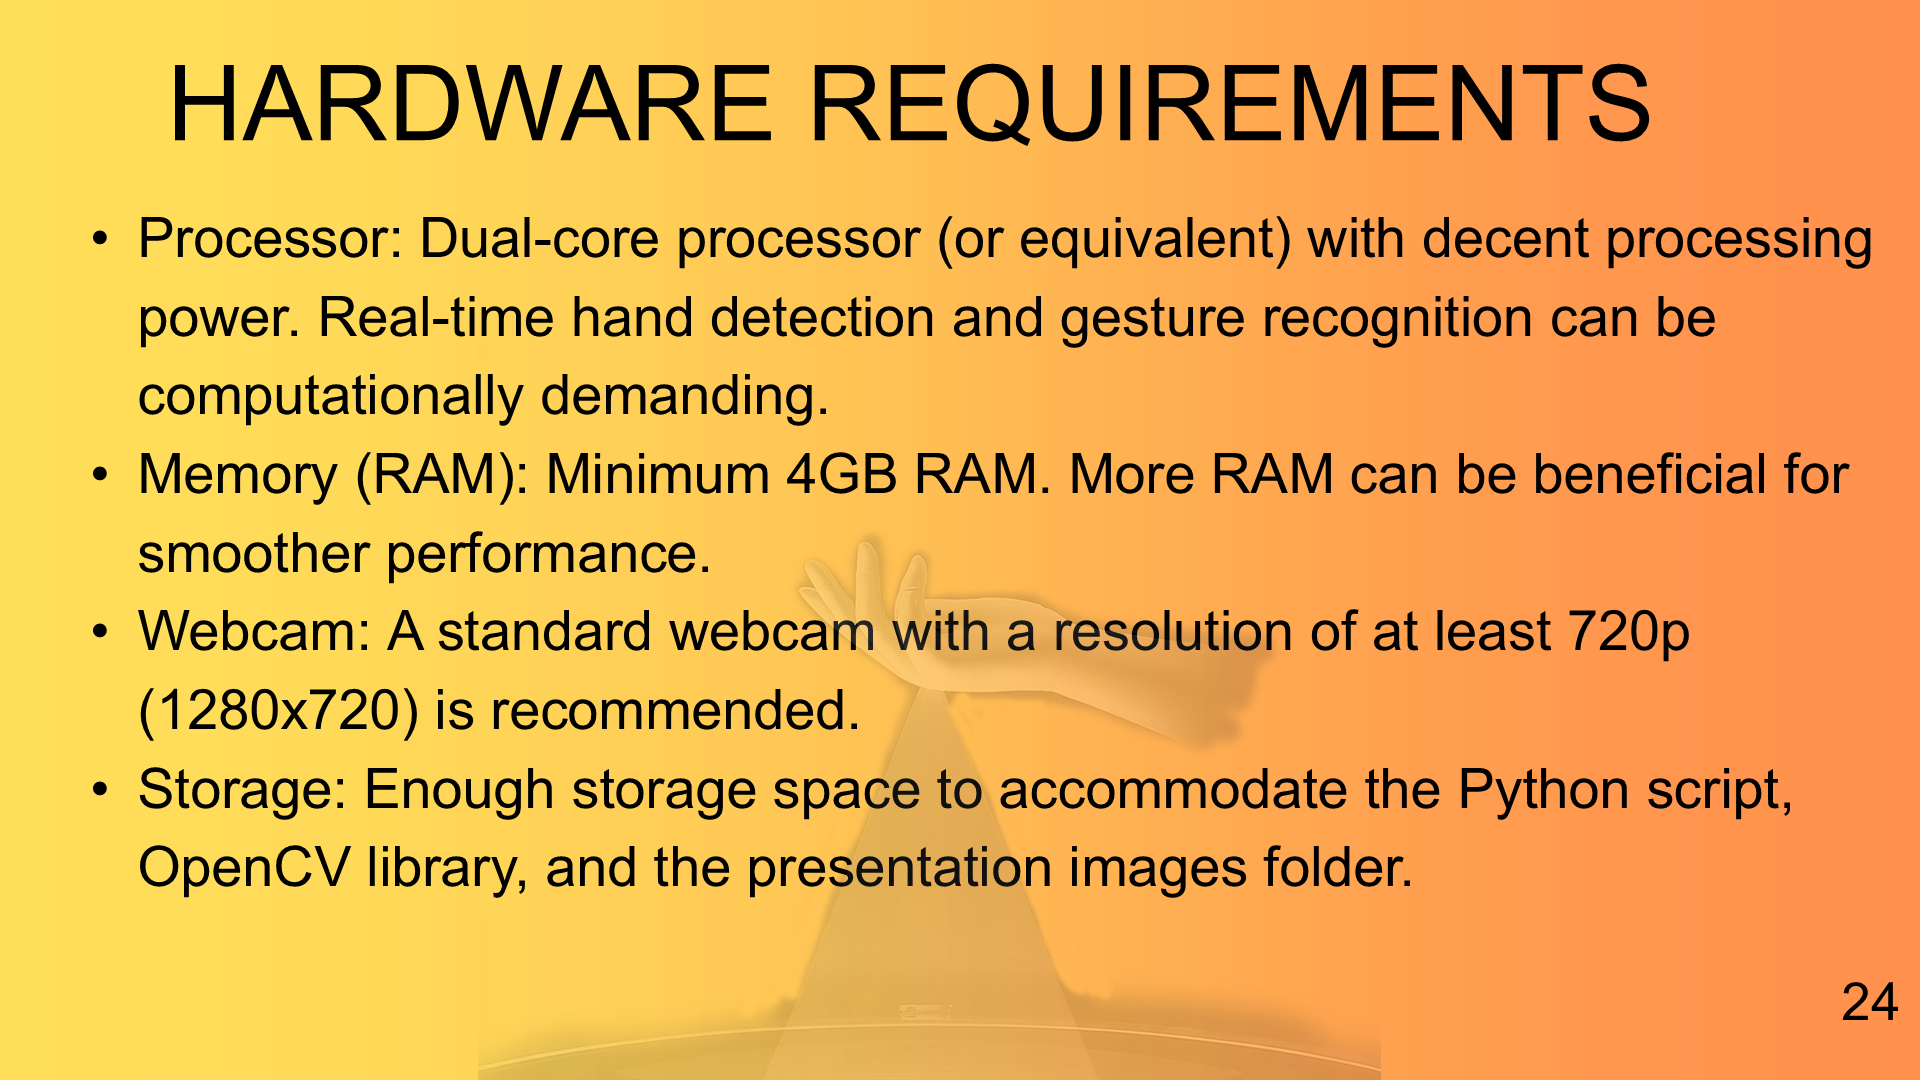 HARDWARE REQUIREMENTS
• Processor: Dual-core processor (or equivalent) with decent processing
power. Real-time hand detection and gesture recognition can be
computationally demanding.
• Memory (RAM): Minimum 4GB RAM. More RAM can be beneficial for
smoother performance.
• Webcam: A standard webcam with a resolution of at least 720p
(1280x720) is recommended.
• Storage: Enough storage space to accommodate the Python script,
OpenCV library, and the presentation images folder.
24